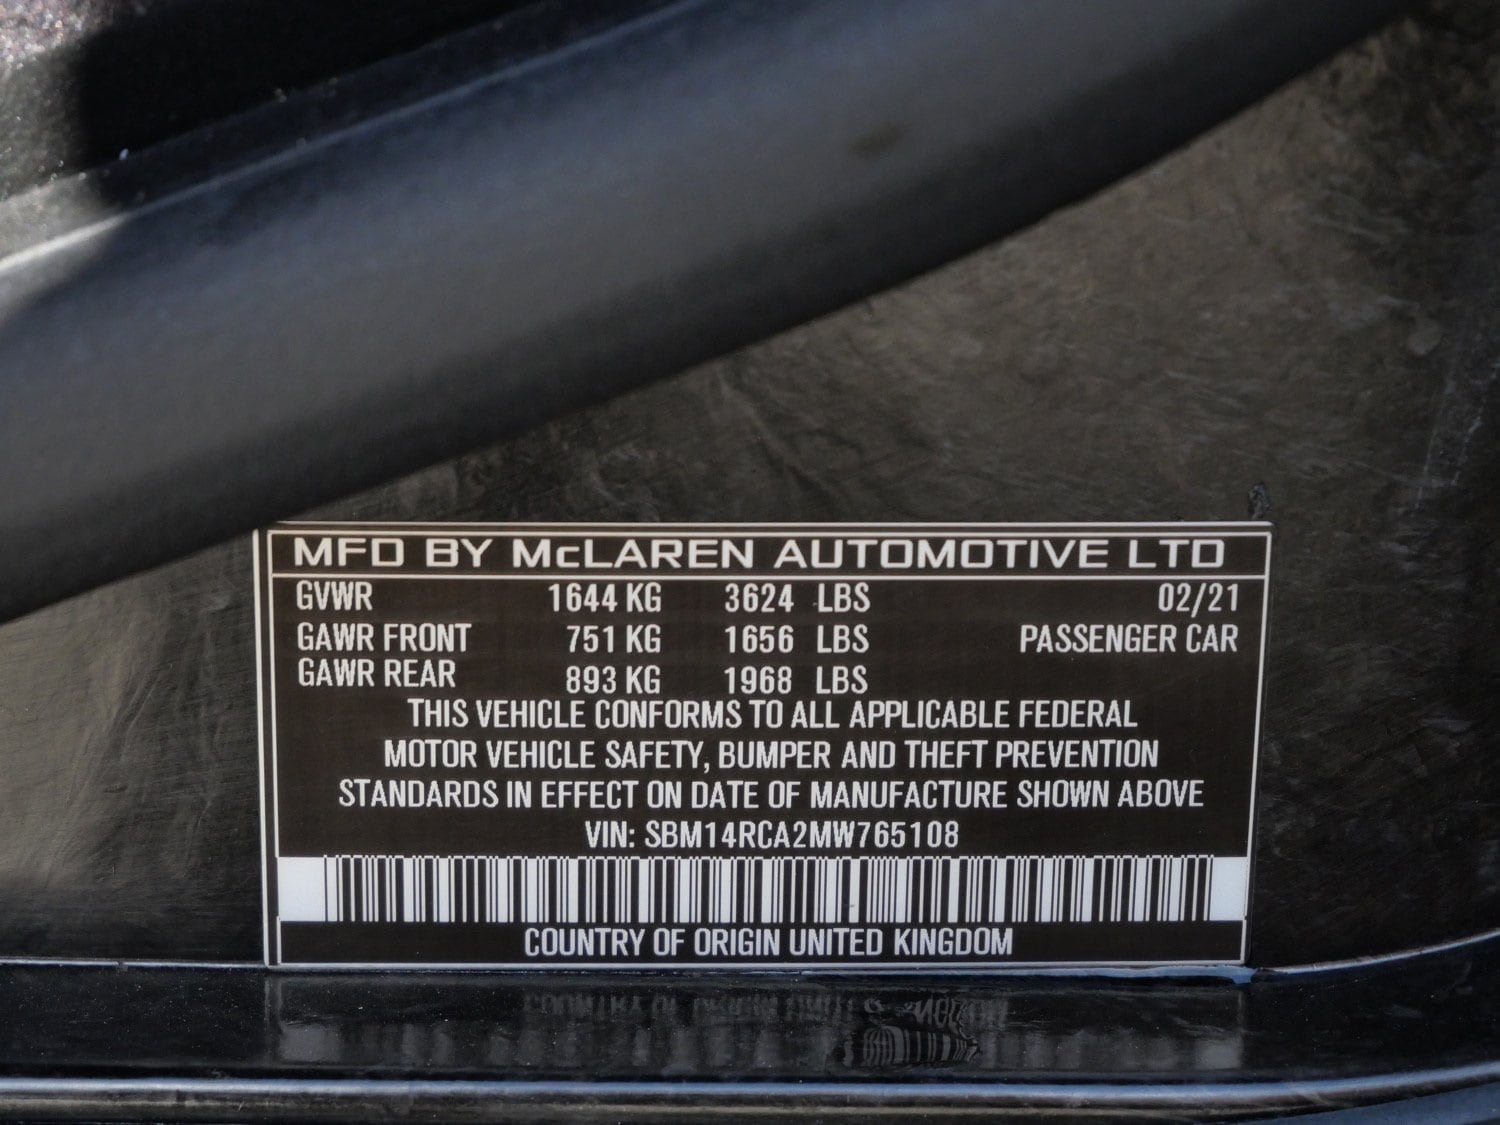 MFD BY McLAREN AUTOMOTIVE LTD
GVWR 1644 KG 3624 LBS 02/21
GAWR FRONT 751 KG 1656 LBS PASSENGER CAR
GAWR REAR 893 KG 1968 LBS
THIS VEHICLE CONFORMS TO ALL APPLICABLE FEDERAL
MOTOR VEHICLE SAFETY, BUMPER AND THEFT PREVENTION
STANDARDS IN EFFECT ON DATE OF MANUFACTURE SHOWN ABOVE
VIN: SBM14RCA2MW765108
COUNTRY OF ORIGIN UNITED KINGDOM